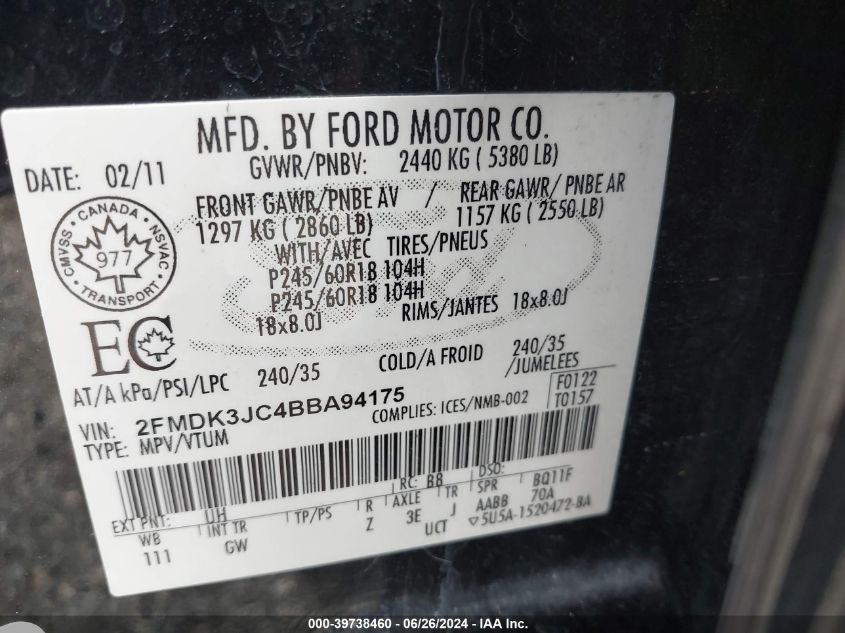 MFD. BY FORD MOTOR CO.
DATE: 02/11 GVWR/PNBV: 2440 KG ( 5380 LB)
FRONT GAWR/PNBE AV / REAR GAWR/ PNBE AR
1297 KG ( 2860 LB) 1157 KG ( 2550 LB)
WITH/AVEC TIRES/PNEUS
P245/60R18 104H
P245/60R18 104H
18x8.0J RIMS/JANTES 18x8.0J
CANADA
CMVSS NSVAC
977
TRANSPORT
EC
AT/A kPa/PSI/LPC 240/35 COLD/A FROID 240/35
/JUMELEES
VIN: 2FMDK3JC4BBA94175 F0122
TYPE: MPV/VTUM COMPLIES: ICES/NMB-002 T0157
EXT PNT: UH RC: B8 DSO:
WB INT TR TP/PS R AXLE TR SPR BQ11F
111 GW Z 3E J AABB 70A
UCT 5U5A-1520472-BA
000-39738460 - 06/26/2024 - IAA Inc.